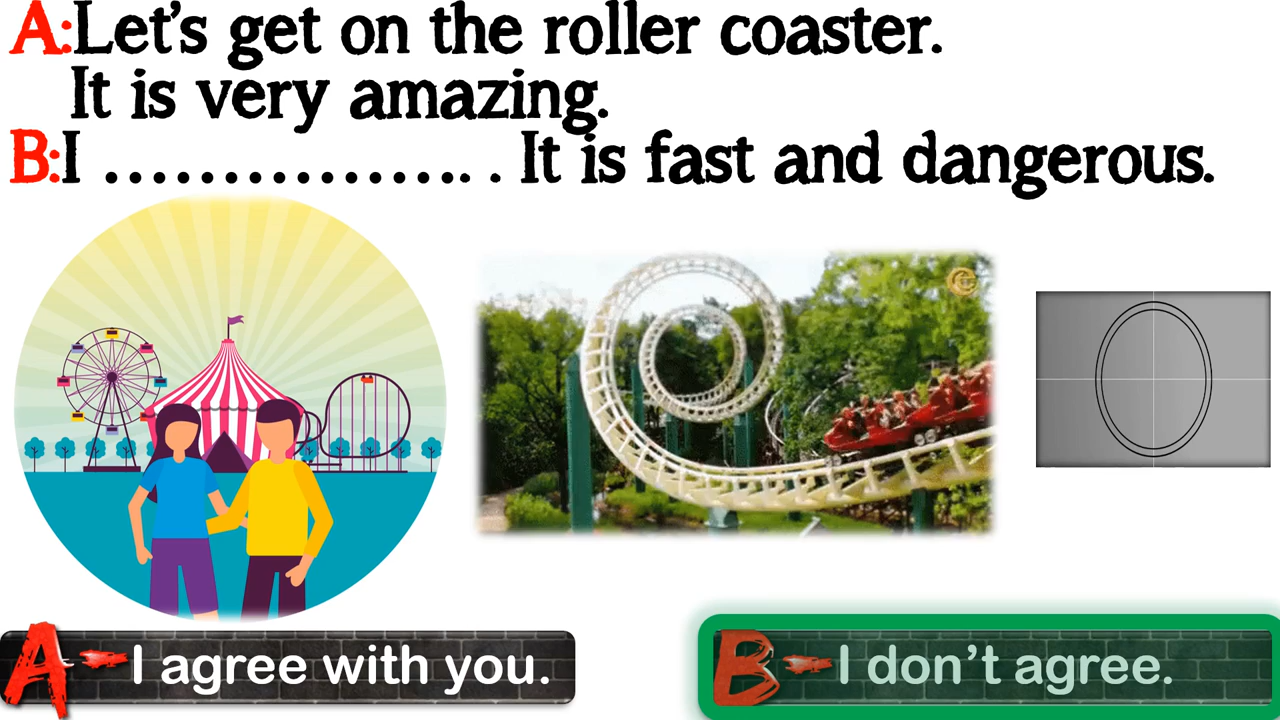 A:Let's get on the roller coaster.
It is very amazing.
B:I ................. . It is fast and dangerous.
A- I agree with you.
B- I don't agree.